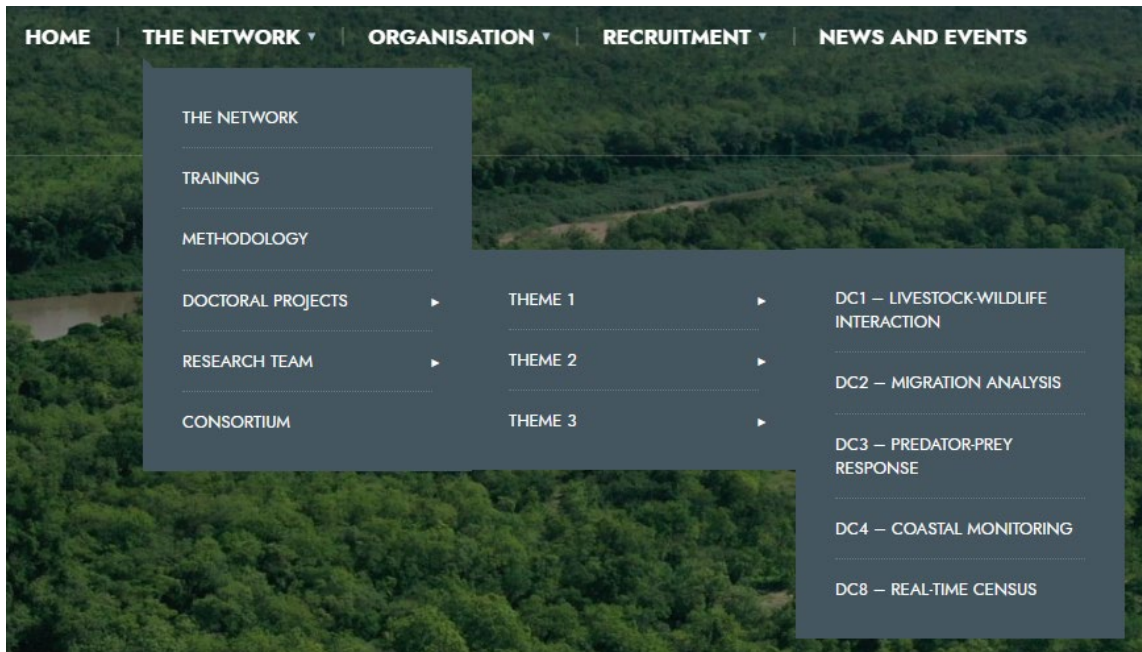 HOME | THE NETWORK ▾ | ORGANISATION ▾ | RECRUITMENT ▾ | NEWS AND EVENTS
THE NETWORK
TRAINING
METHODOLOGY
DOCTORAL PROJECTS ▸
RESEARCH TEAM ▸
CONSORTIUM
THEME 1 ▸
THEME 2 ▸
THEME 3 ▸
DC1 – LIVESTOCK-WILDLIFE
INTERACTION
DC2 – MIGRATION ANALYSIS
DC3 – PREDATOR-PREY
RESPONSE
DC4 – COASTAL MONITORING
DC8 – REAL-TIME CENSUS